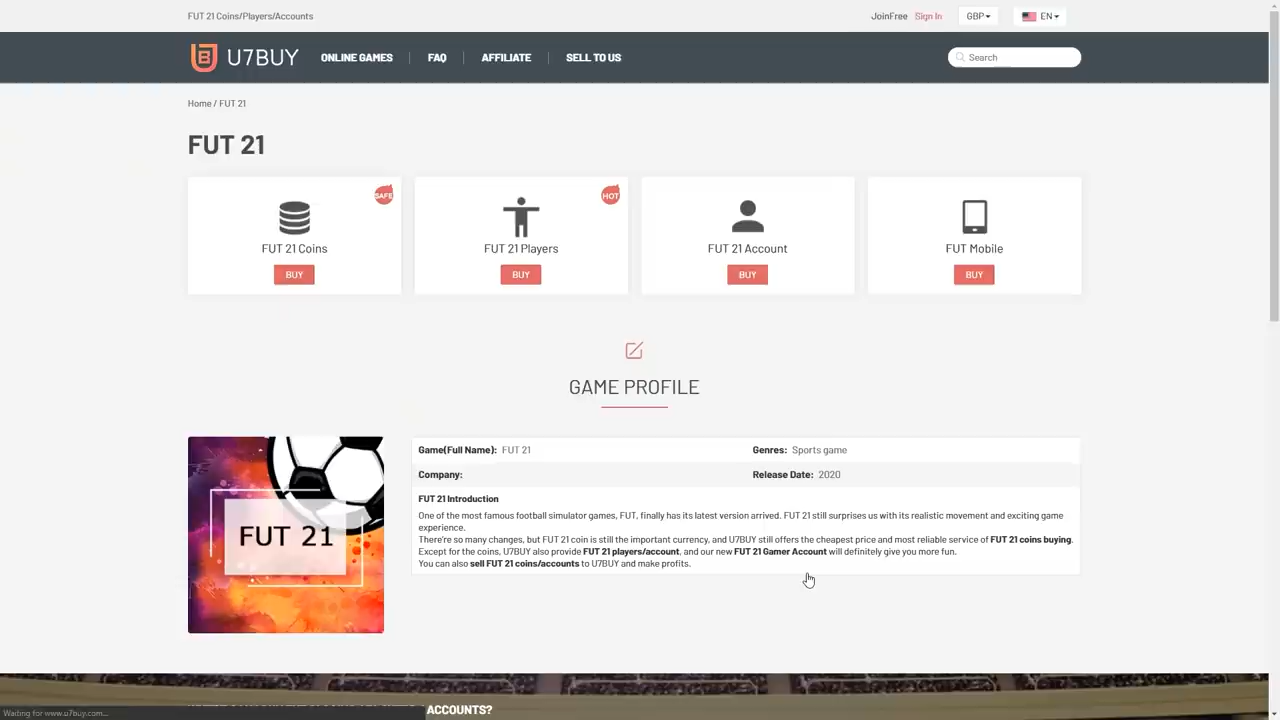 FUT 21 Coins/Players/Accounts
JoinFree Sign In GBP EN
U7BUY ONLINE GAMES FAQ AFFILIATE SELL TO US Search
Home / FUT 21
FUT 21
SAFE HOT
FUT 21 Coins FUT 21 Players FUT 21 Account FUT Mobile
BUY BUY BUY BUY
GAME PROFILE
Game(Full Name): FUT 21 Genres: Sports game
Company: Release Date: 2020
FUT 21 Introduction
One of the most famous football simulator games, FUT, finally has its latest version arrived. FUT 21 still surprises us with its realistic movement and exciting game
experience.
There're so many changes, but FUT 21 coin is still the important currency, and U7BUY still offers the cheapest price and most reliable service of FUT 21 coins buying.
Except for the coins, U7BUY also provide FUT 21 players/account, and our new FUT 21 Gamer Account will definitely give you more fun.
You can also sell FUT 21 coins/accounts to U7BUY and make profits.
FUT 21
ACCOUNTS?
Waiting for www.u7buy.com...